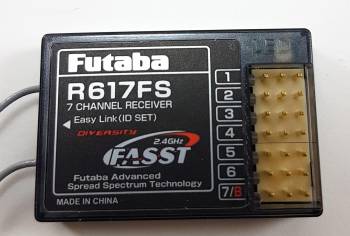 Futaba
R617FS
7 CHANNEL RECEIVER
Easy Link (ID SET)
DIVERSITY
2.4GHz
FASST
Futaba Advanced
Spread Spectrum Technology
MADE IN CHINA
1
2
3
4
5
6
7/B